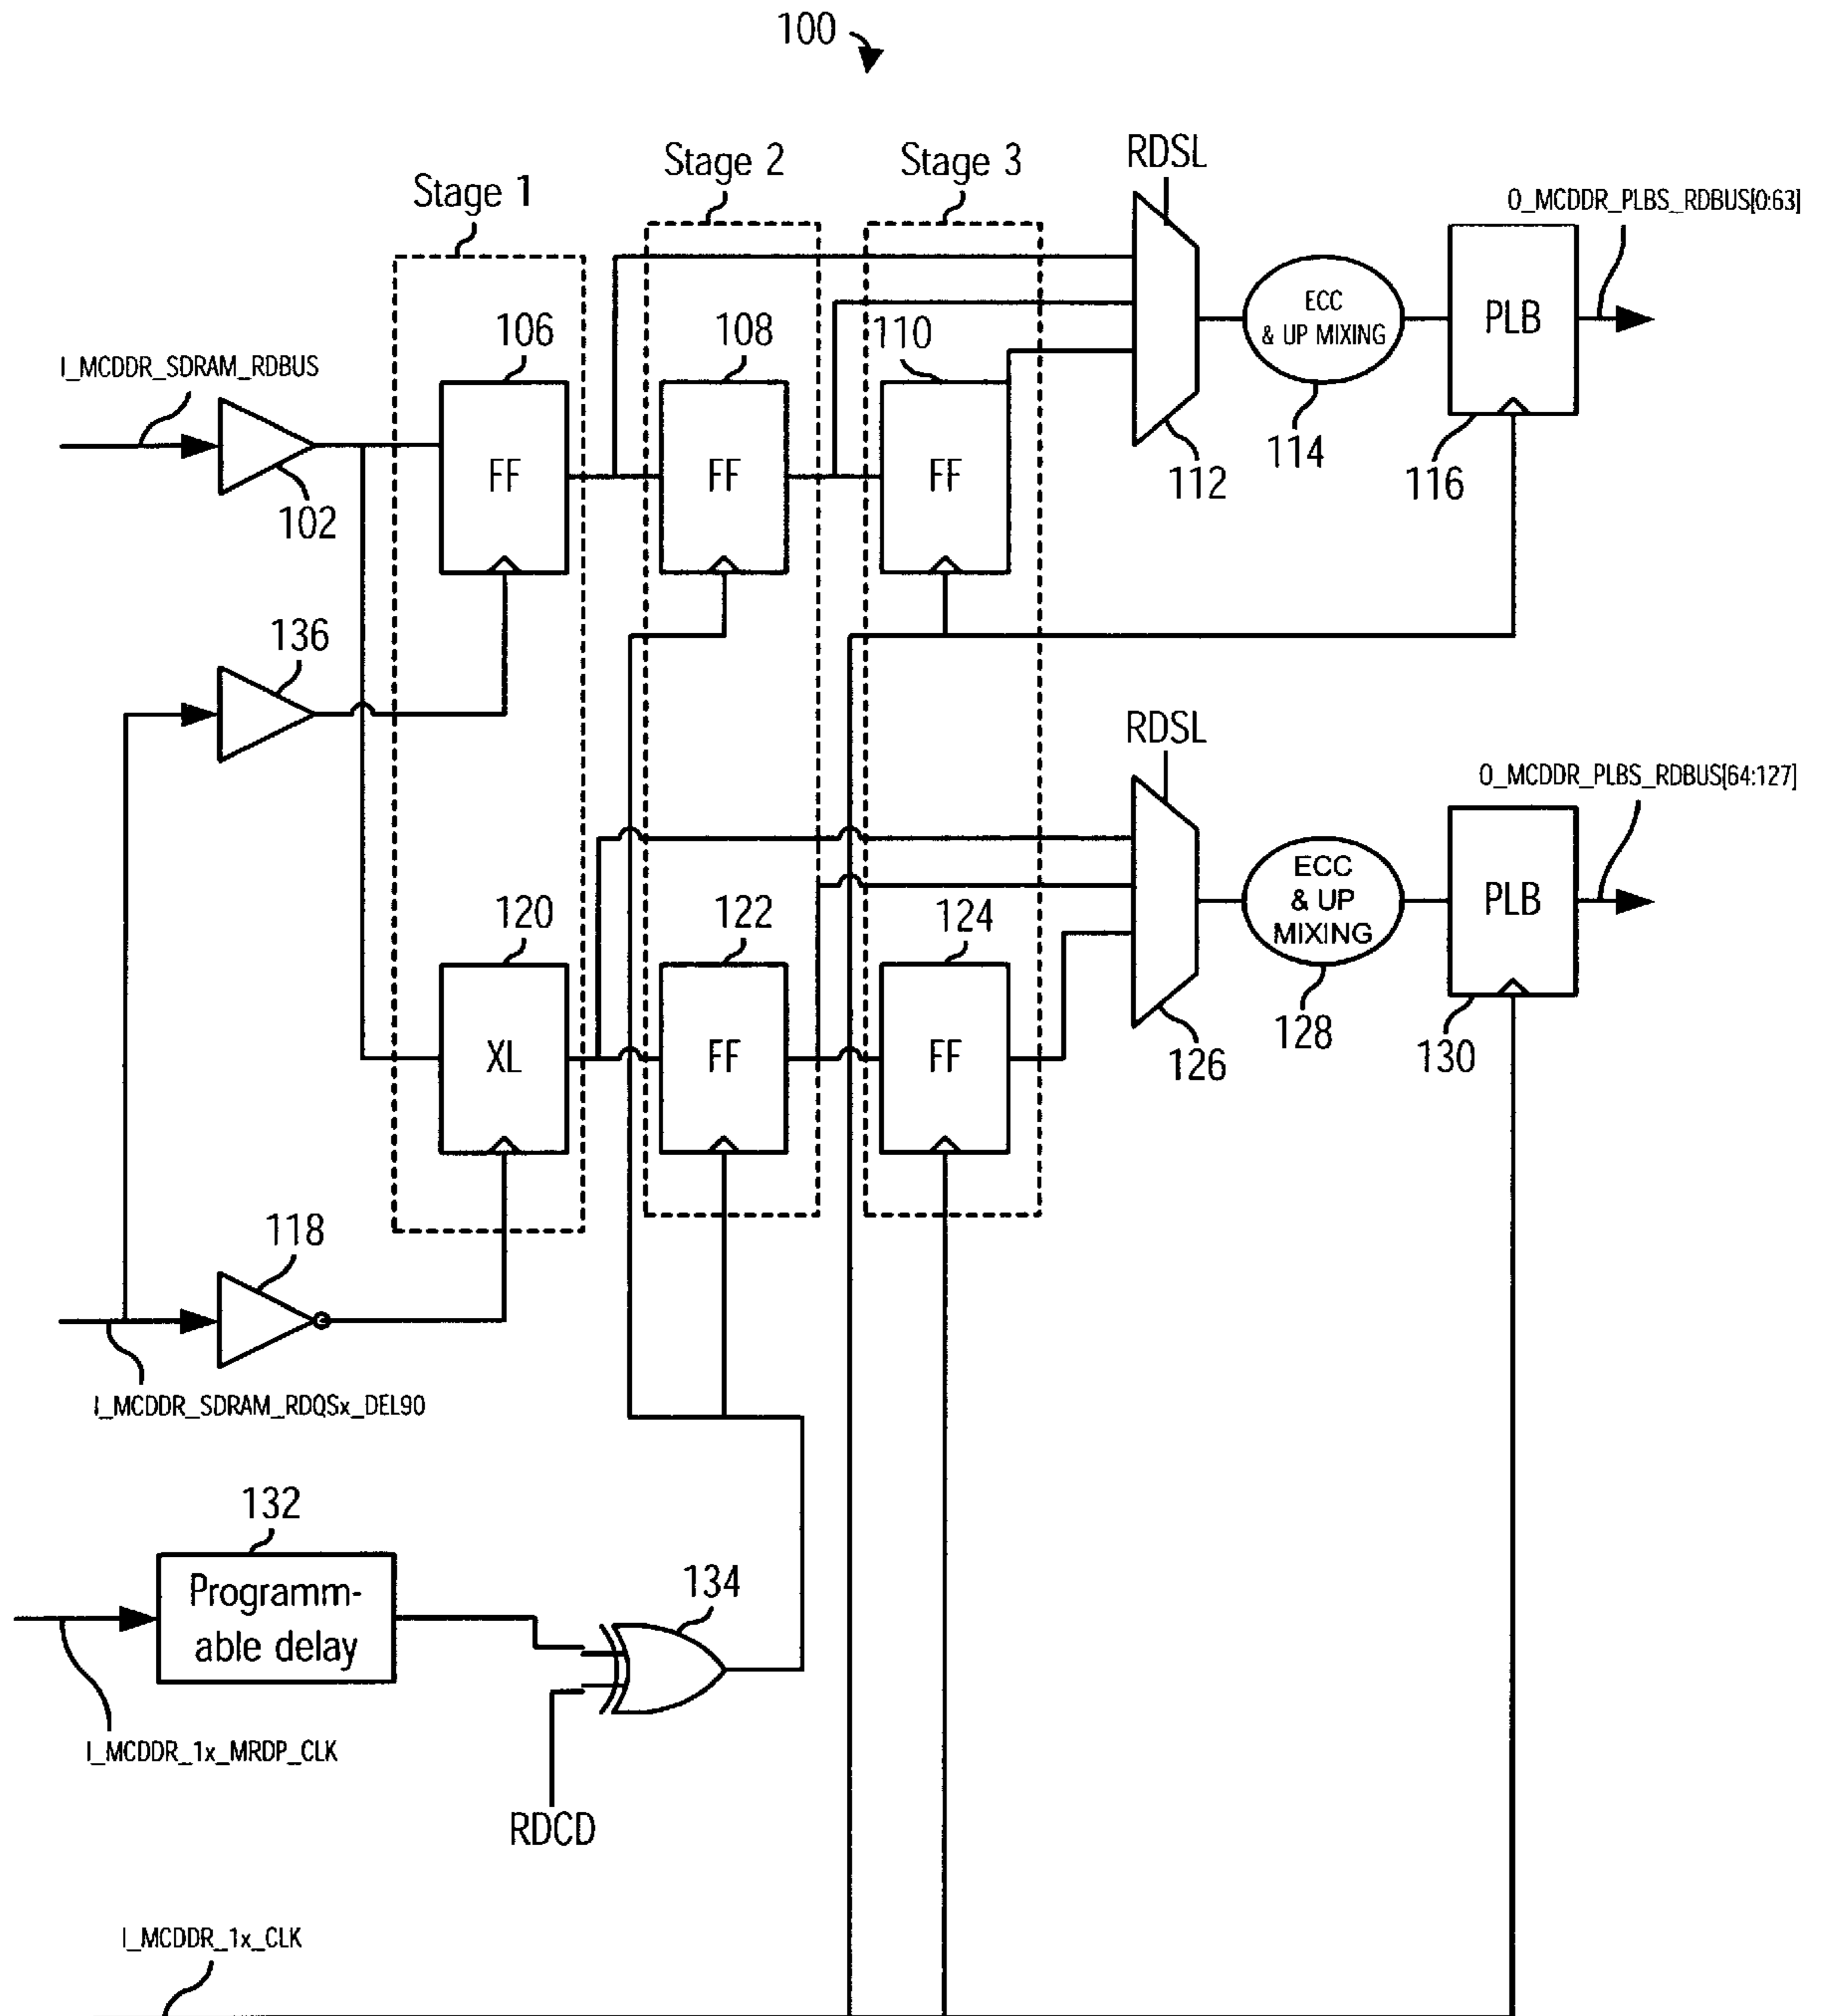 100
Stage 1
Stage 2
Stage 3
RDSL
O_MCDDR_PLBS_RDBUS[0:63]
I_MCDDR_SDRAM_RDBUS
106
108
110
ECC
& UP MIXING
PLB
FF
FF
FF
102
112
114
116
136
RDSL
O_MCDDR_PLBS_RDBUS[64:127]
120
122
124
ECC
& UP
MIXING
PLB
XL
FF
FF
126
128
130
118
I_MCDDR_SDRAM_RDQSx_DEL90
132
Programm-
able delay
134
I_MCDDR_1x_MRDP_CLK
RDCD
I_MCDDR_1x_CLK